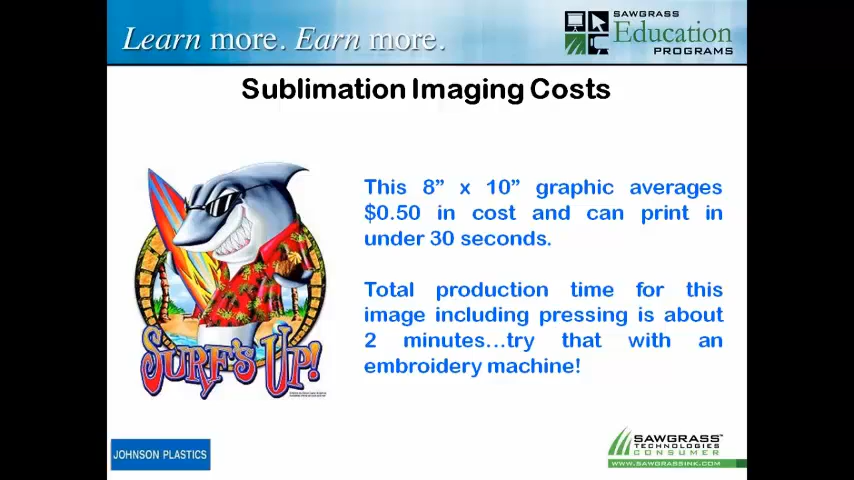 Learn more. Earn more.
SAWGRASS
Education
PROGRAMS
Sublimation Imaging Costs
This 8” x 10” graphic averages
$0.50 in cost and can print in
under 30 seconds.
Total production time for this
image including pressing is about
2 minutes...try that with an
embroidery machine!
SURF'S UP!
JOHNSON PLASTICS
SAWGRASS
TECHNOLOGIES
CONSUMER
WWW.SAWGRASSINK.COM